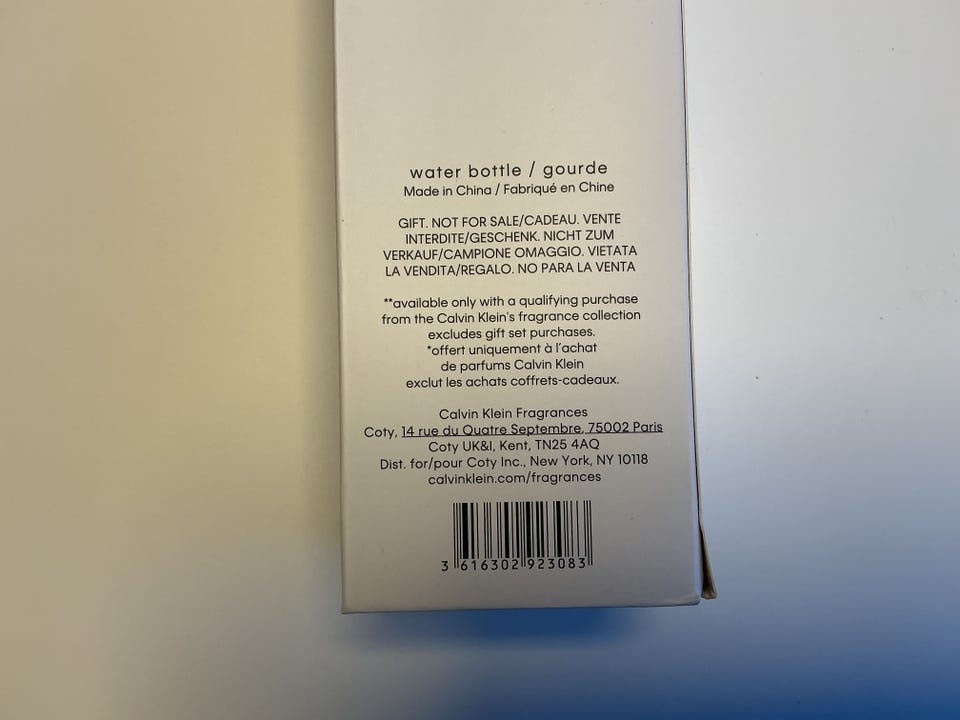 water bottle / gourde
Made in China / Fabriqué en Chine
GIFT. NOT FOR SALE/CADEAU. VENTE
INTERDITE/GESCHENK. NICHT ZUM
VERKAUF/CAMPIONE OMAGGIO. VIETATA
LA VENDITA/REGALO. NO PARA LA VENTA
**available only with a qualifying purchase
from the Calvin Klein's fragrance collection
excludes gift set purchases.
*offert uniquement à l'achat
de parfums Calvin Klein
exclut les achats coffrets-cadeaux.
Calvin Klein Fragrances
Coty, 14 rue du Quatre Septembre, 75002 Paris
Coty UK&I, Kent, TN25 4AQ
Dist. for/pour Coty Inc., New York, NY 10118
calvinklein.com/fragrances
3 616302 923083